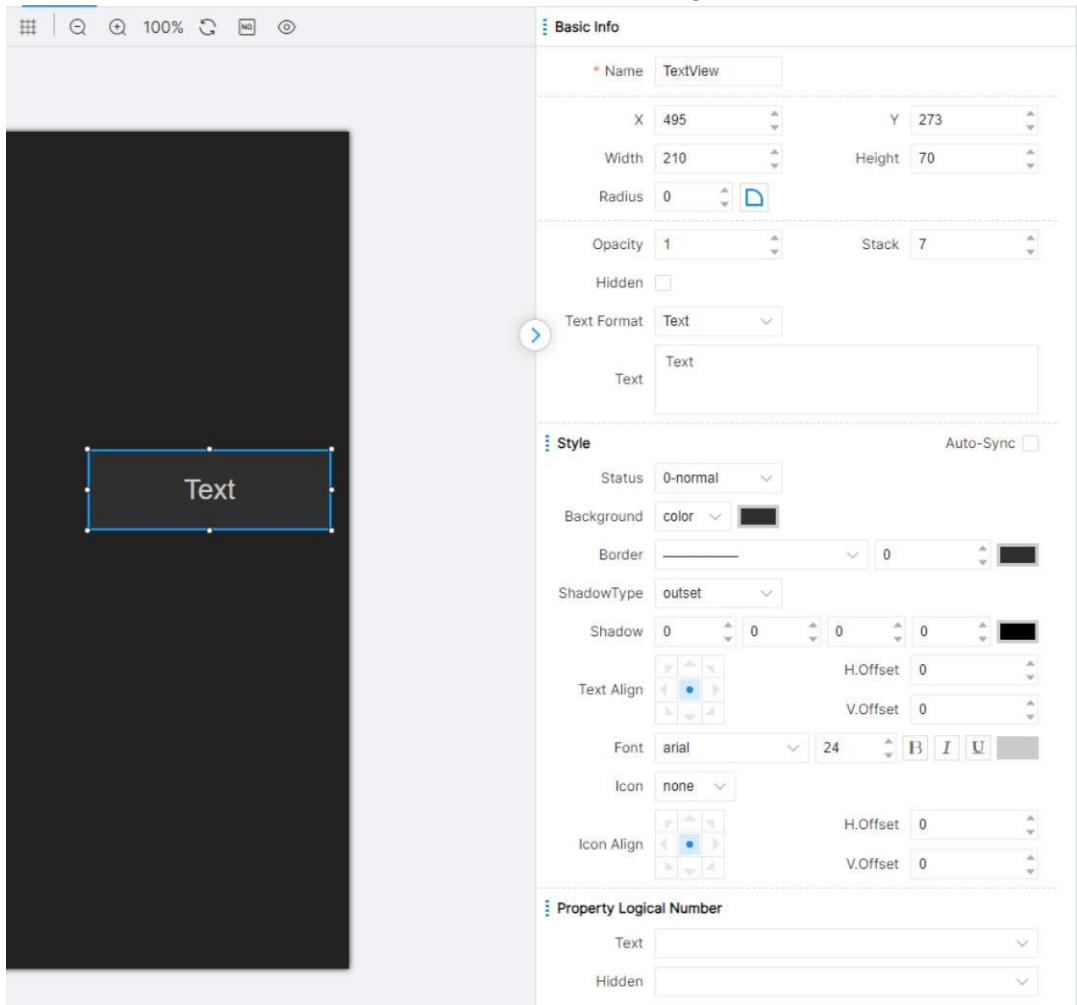 100% NO
Basic Info
* Name TextView
X 495 Y 273
Width 210 Height 70
Radius 0
Opacity 1 Stack 7
Hidden
Text Format Text
Text Text
Text
Style Auto-Sync
Status 0-normal
Background color
Border 0
ShadowType outset
Shadow 0 0 0 0
Text Align H.Offset 0
V.Offset 0
Font arial 24 B I U
Icon none
Icon Align H.Offset 0
V.Offset 0
Property Logical Number
Text
Hidden